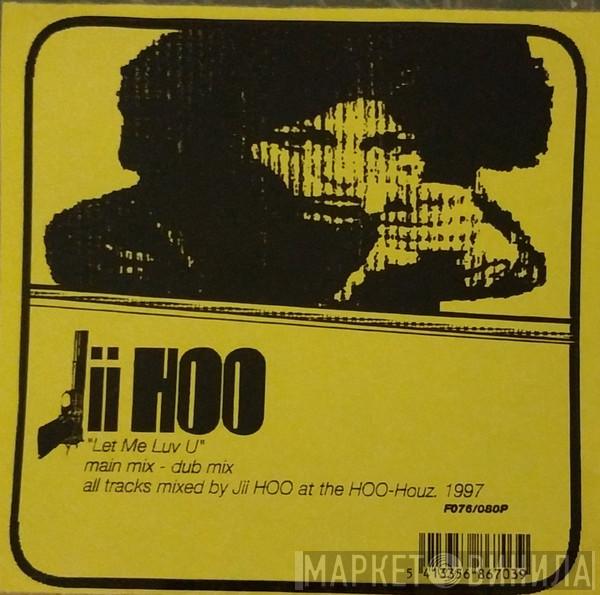 Jii HOO
"Let Me Luv U"
main mix - dub mix
all tracks mixed by Jii HOO at the HOO-Houz. 1997
F076/080P
5 413356 867039
МАРКЕТ ВИНИЛА